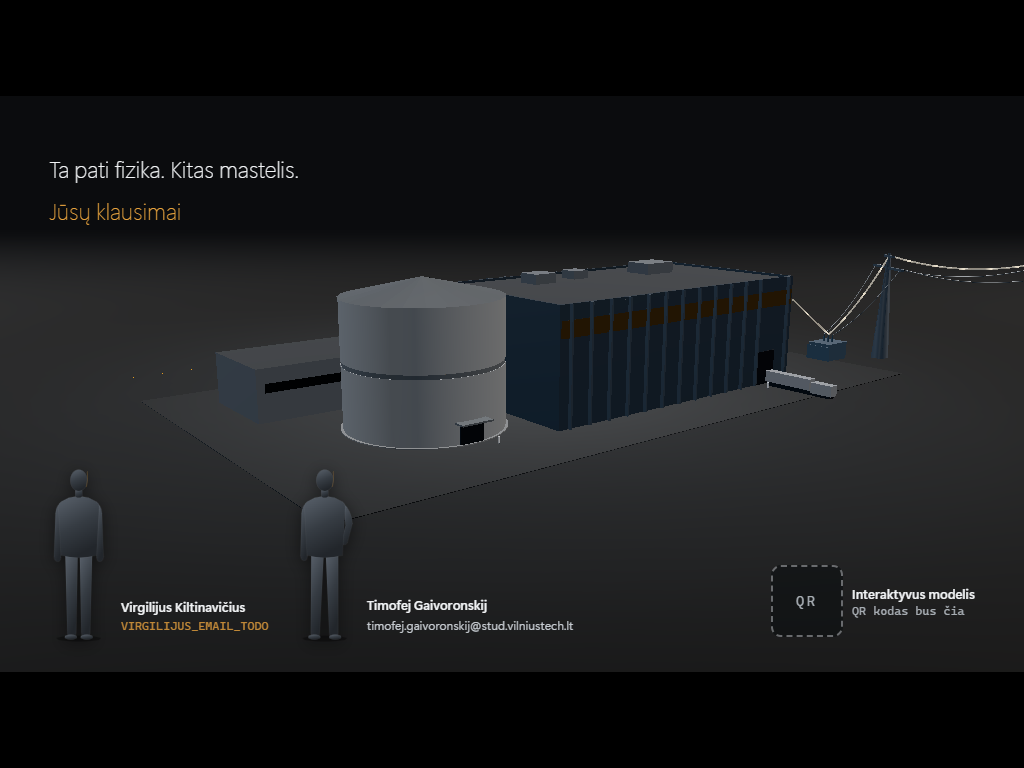 Ta pati fizika. Kitas mastelis.
Jūsų klausimai
Virgilijus Kiltinavičius
VIRGILIJUS_EMAIL_TODO
Timofej Gaivoronskij
timofej.gaivoronskij@stud.vilniustech.lt
QR
Interaktyvus modelis
QR kodas bus čia